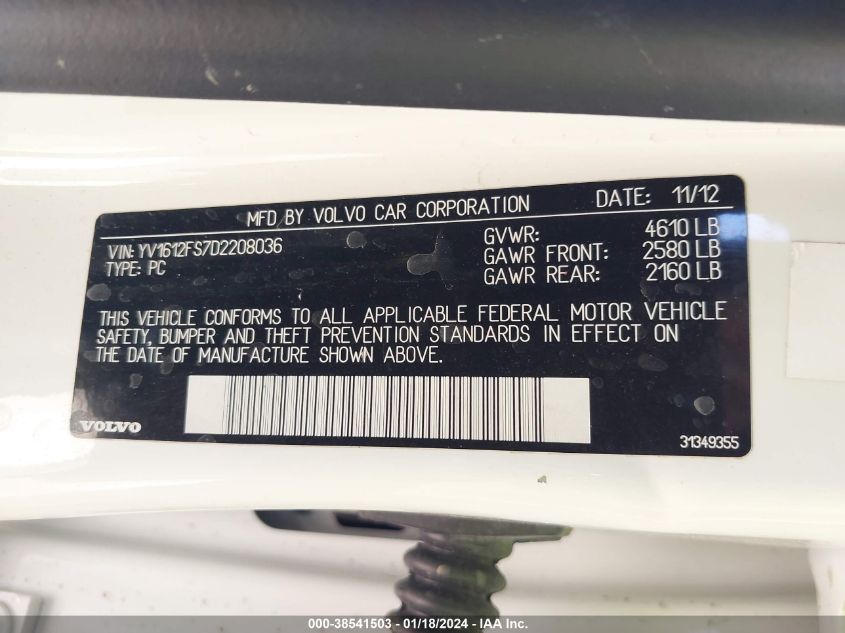 MFD BY VOLVO CAR CORPORATION DATE: 11/12
VIN: YV1612FS7D2208036
TYPE: PC
GVWR: 4610 LB
GAWR FRONT: 2580 LB
GAWR REAR: 2160 LB
THIS VEHICLE CONFORMS TO ALL APPLICABLE FEDERAL MOTOR VEHICLE
SAFETY, BUMPER AND THEFT PREVENTION STANDARDS IN EFFECT ON
THE DATE OF MANUFACTURE SHOWN ABOVE.
VOLVO
31349355
000-38541503 - 01/18/2024 - IAA Inc.